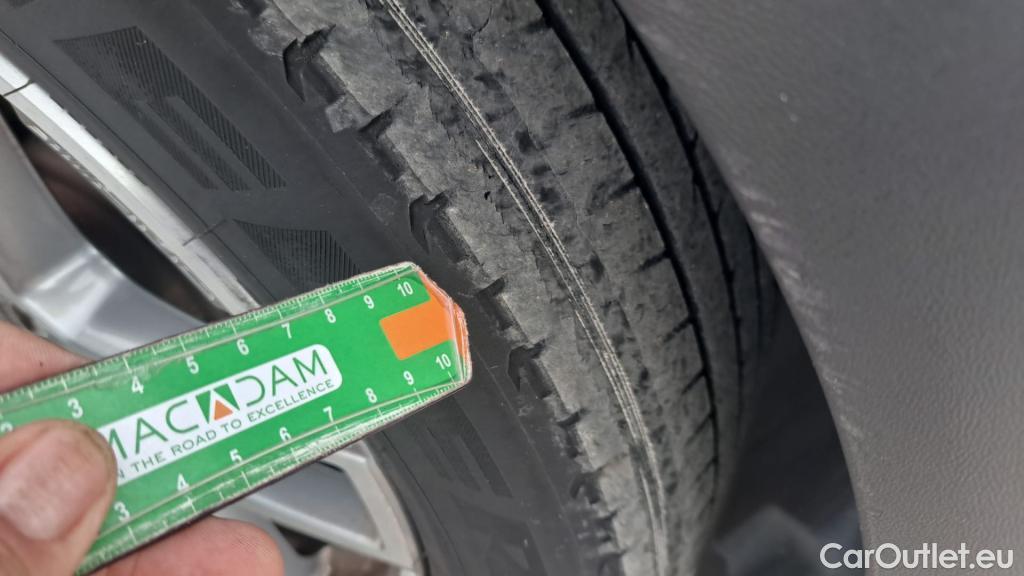 3 4 5 6 7 8 9 10
MACADAM
THE ROAD TO EXCELLENCE
3 4 5 6 7 8 9 10
CarOutlet.eu